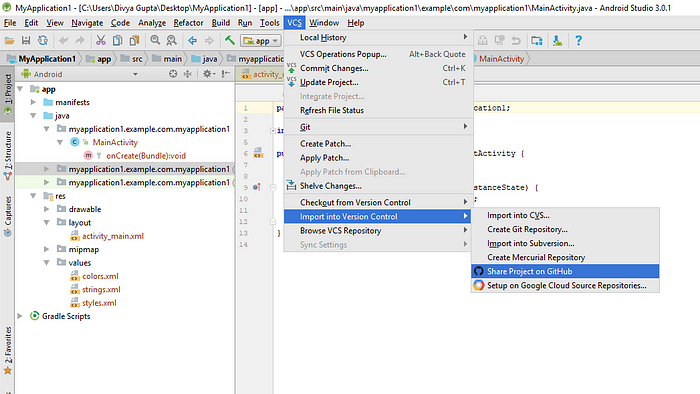 MyApplication1 - [C:\Users\Divya Gupta\Desktop\MyApplication1] - [app] - ...\app\src\main\java\myapplication1\example\com\myapplication1\MainActivity.java - Android Studio 3.0.1
File Edit View Navigate Code Analyze Refactor Build Run Tools VCS Window Help
app
MyApplication1 app src main java myapplication1 MainActivity
Android
activity_
1: Project
7: Structure
Captures
2: Favorites
app
manifests
java
myapplication1.example.com.myapplication1
MainActivity
onCreate(Bundle):void
myapplication1.example.com.myapplication1 (
myapplication1.example.com.myapplication1 (
res
drawable
layout
activity_main.xml
mipmap
values
colors.xml
strings.xml
styles.xml
Gradle Scripts
1
3
6
8
9
10
12
13
14
pa
cation1;
im
pu
tActivity {
stanceState) {
;
}
Local History
VCS Operations Popup... Alt+Back Quote
Commit Changes... Ctrl+K
Update Project... Ctrl+T
Integrate Project...
Refresh File Status
Git
Create Patch...
Apply Patch...
Apply Patch from Clipboard...
Shelve Changes...
Checkout from Version Control
Import into Version Control
Browse VCS Repository
Sync Settings
Import into CVS...
Create Git Repository...
Import into Subversion...
Create Mercurial Repository
Share Project on GitHub
Setup on Google Cloud Source Repositories...